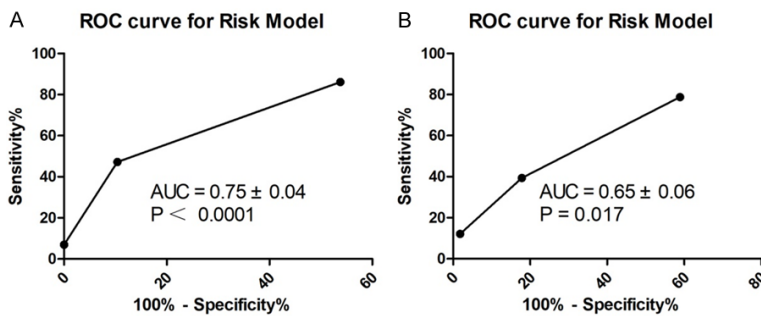 A
ROC curve for Risk Model
100
80
60
40
20
0
Sensitivity%
AUC = 0.75 ± 0.04
P < 0.0001
0
20
40
60
100% - Specificity%
B
ROC curve for Risk Model
100
80
60
40
20
0
Sensitivity%
AUC = 0.65 ± 0.06
P = 0.017
0
20
40
60
80
100% - Specificity%